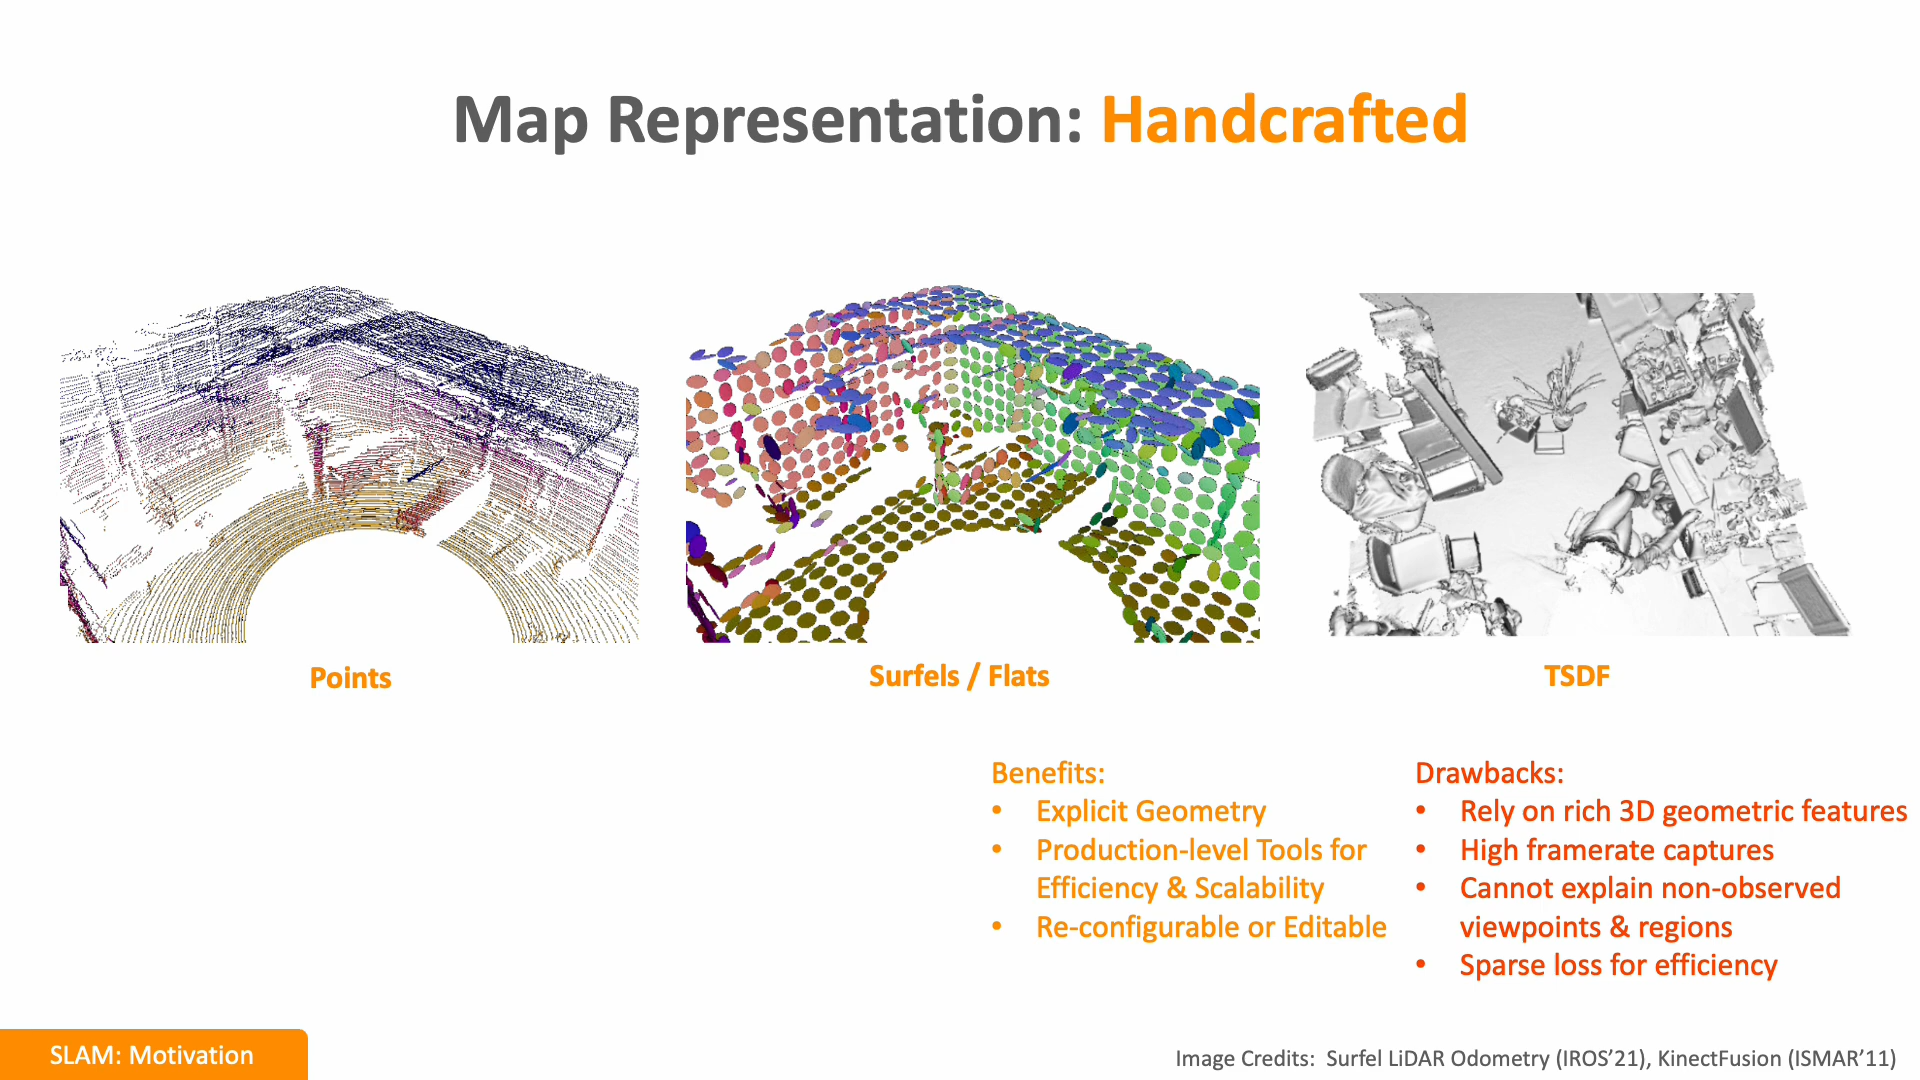 Map Representation: Handcrafted
Points
Surfels / Flats
TSDF
Benefits:
• Explicit Geometry
• Production-level Tools for
Efficiency & Scalability
• Re-configurable or Editable
Drawbacks:
• Rely on rich 3D geometric features
• High framerate captures
• Cannot explain non-observed
viewpoints & regions
• Sparse loss for efficiency
SLAM: Motivation
Image Credits: Surfel LiDAR Odometry (IROS’21), KinectFusion (ISMAR’11)